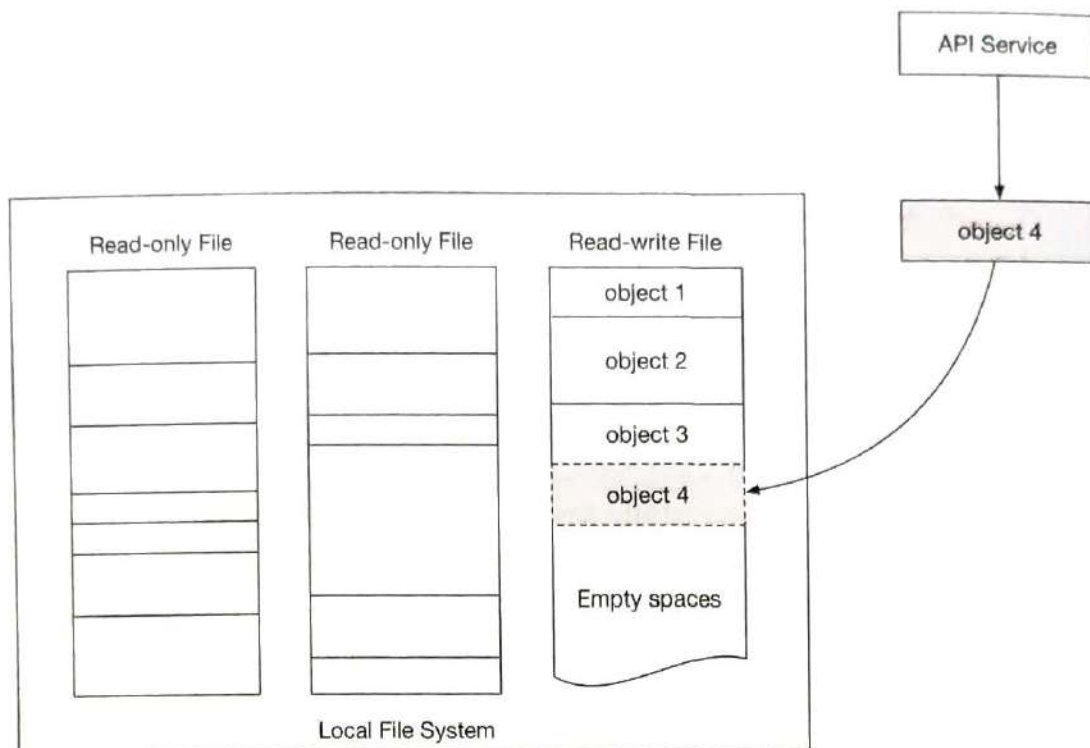 API Service
object 4
Read-only File
Read-only File
Read-write File
object 1
object 2
object 3
object 4
Empty spaces
Local File System